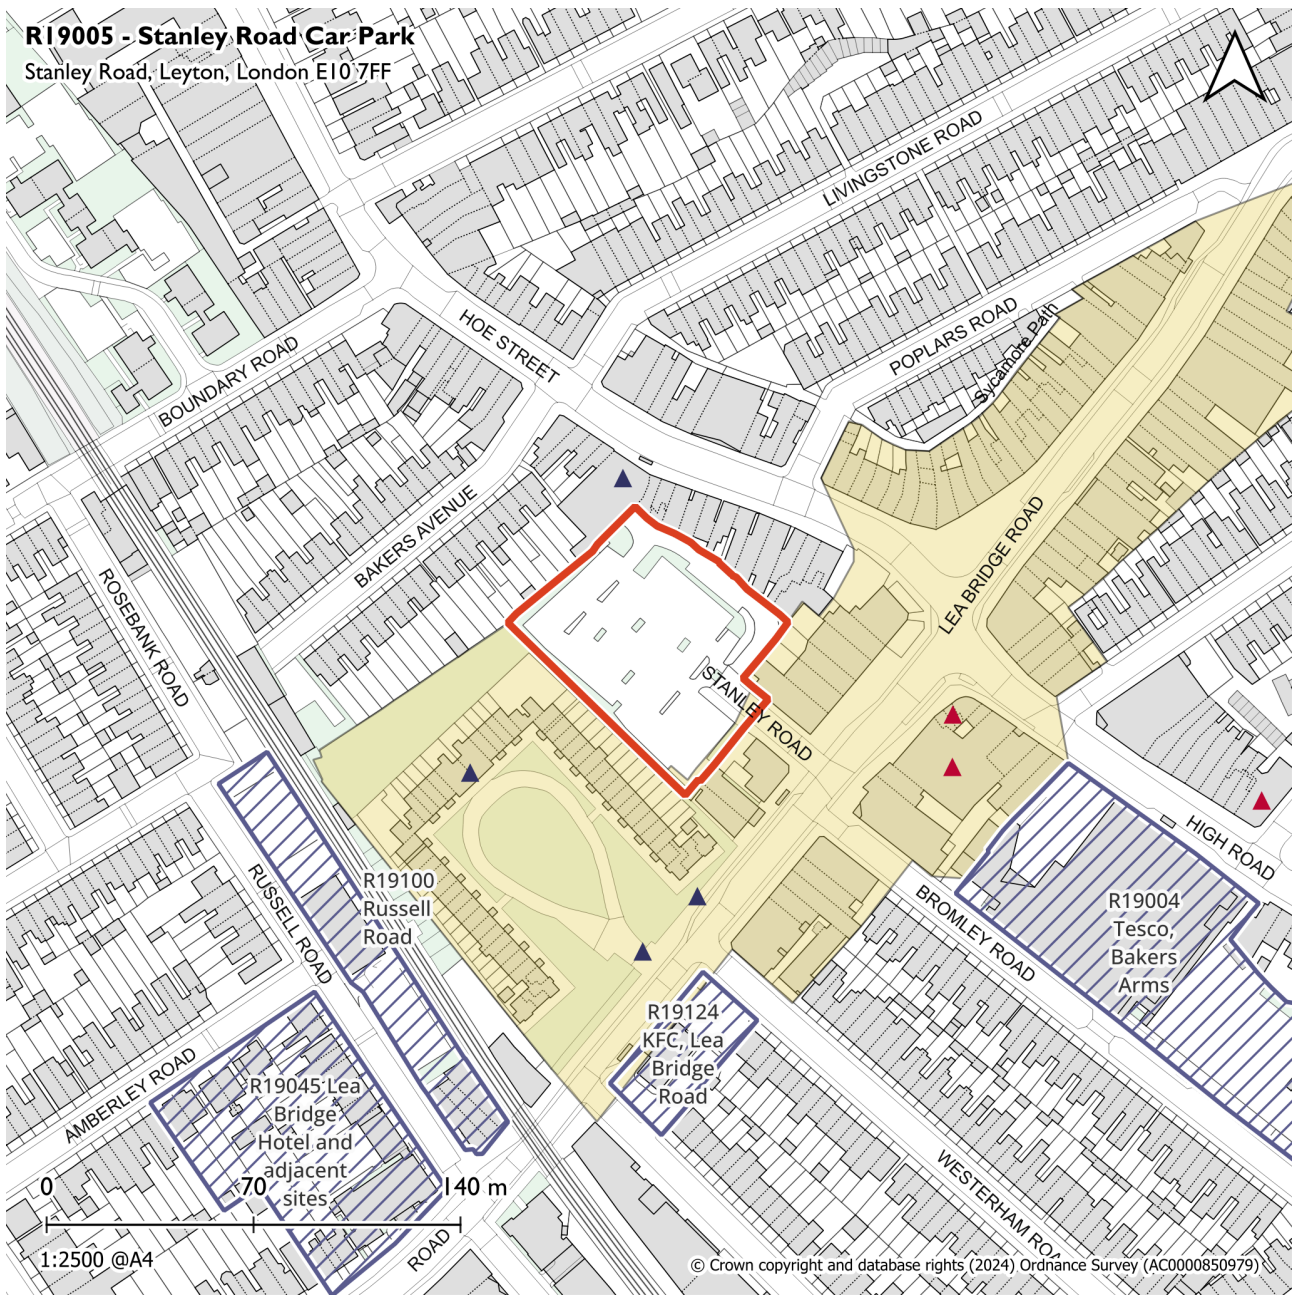 R19005 - Stanley Road Car Park
Stanley Road, Leyton, London E10 7FF
LIVINGSTONE ROAD
HOE STREET
POPLARS ROAD
Sycamore Path
BOUNDARY ROAD
BAKERS AVENUE
LEA BRIDGE ROAD
ROSEBANK ROAD
STANLEY ROAD
HIGH ROAD
R19100
Russell
Road
RUSSELL ROAD
BROMLEY ROAD
R19004
Tesco,
Bakers
Arms
R19124
KFC, Lea
Bridge
Road
AMBERLEY ROAD
R19045 Lea
Bridge
Hotel and
adjacent
sites
WESTERHAM ROA
ROAD
0 70 140 m
1:2500 @A4
© Crown copyright and database rights (2024) Ordnance Survey (AC0000850979)